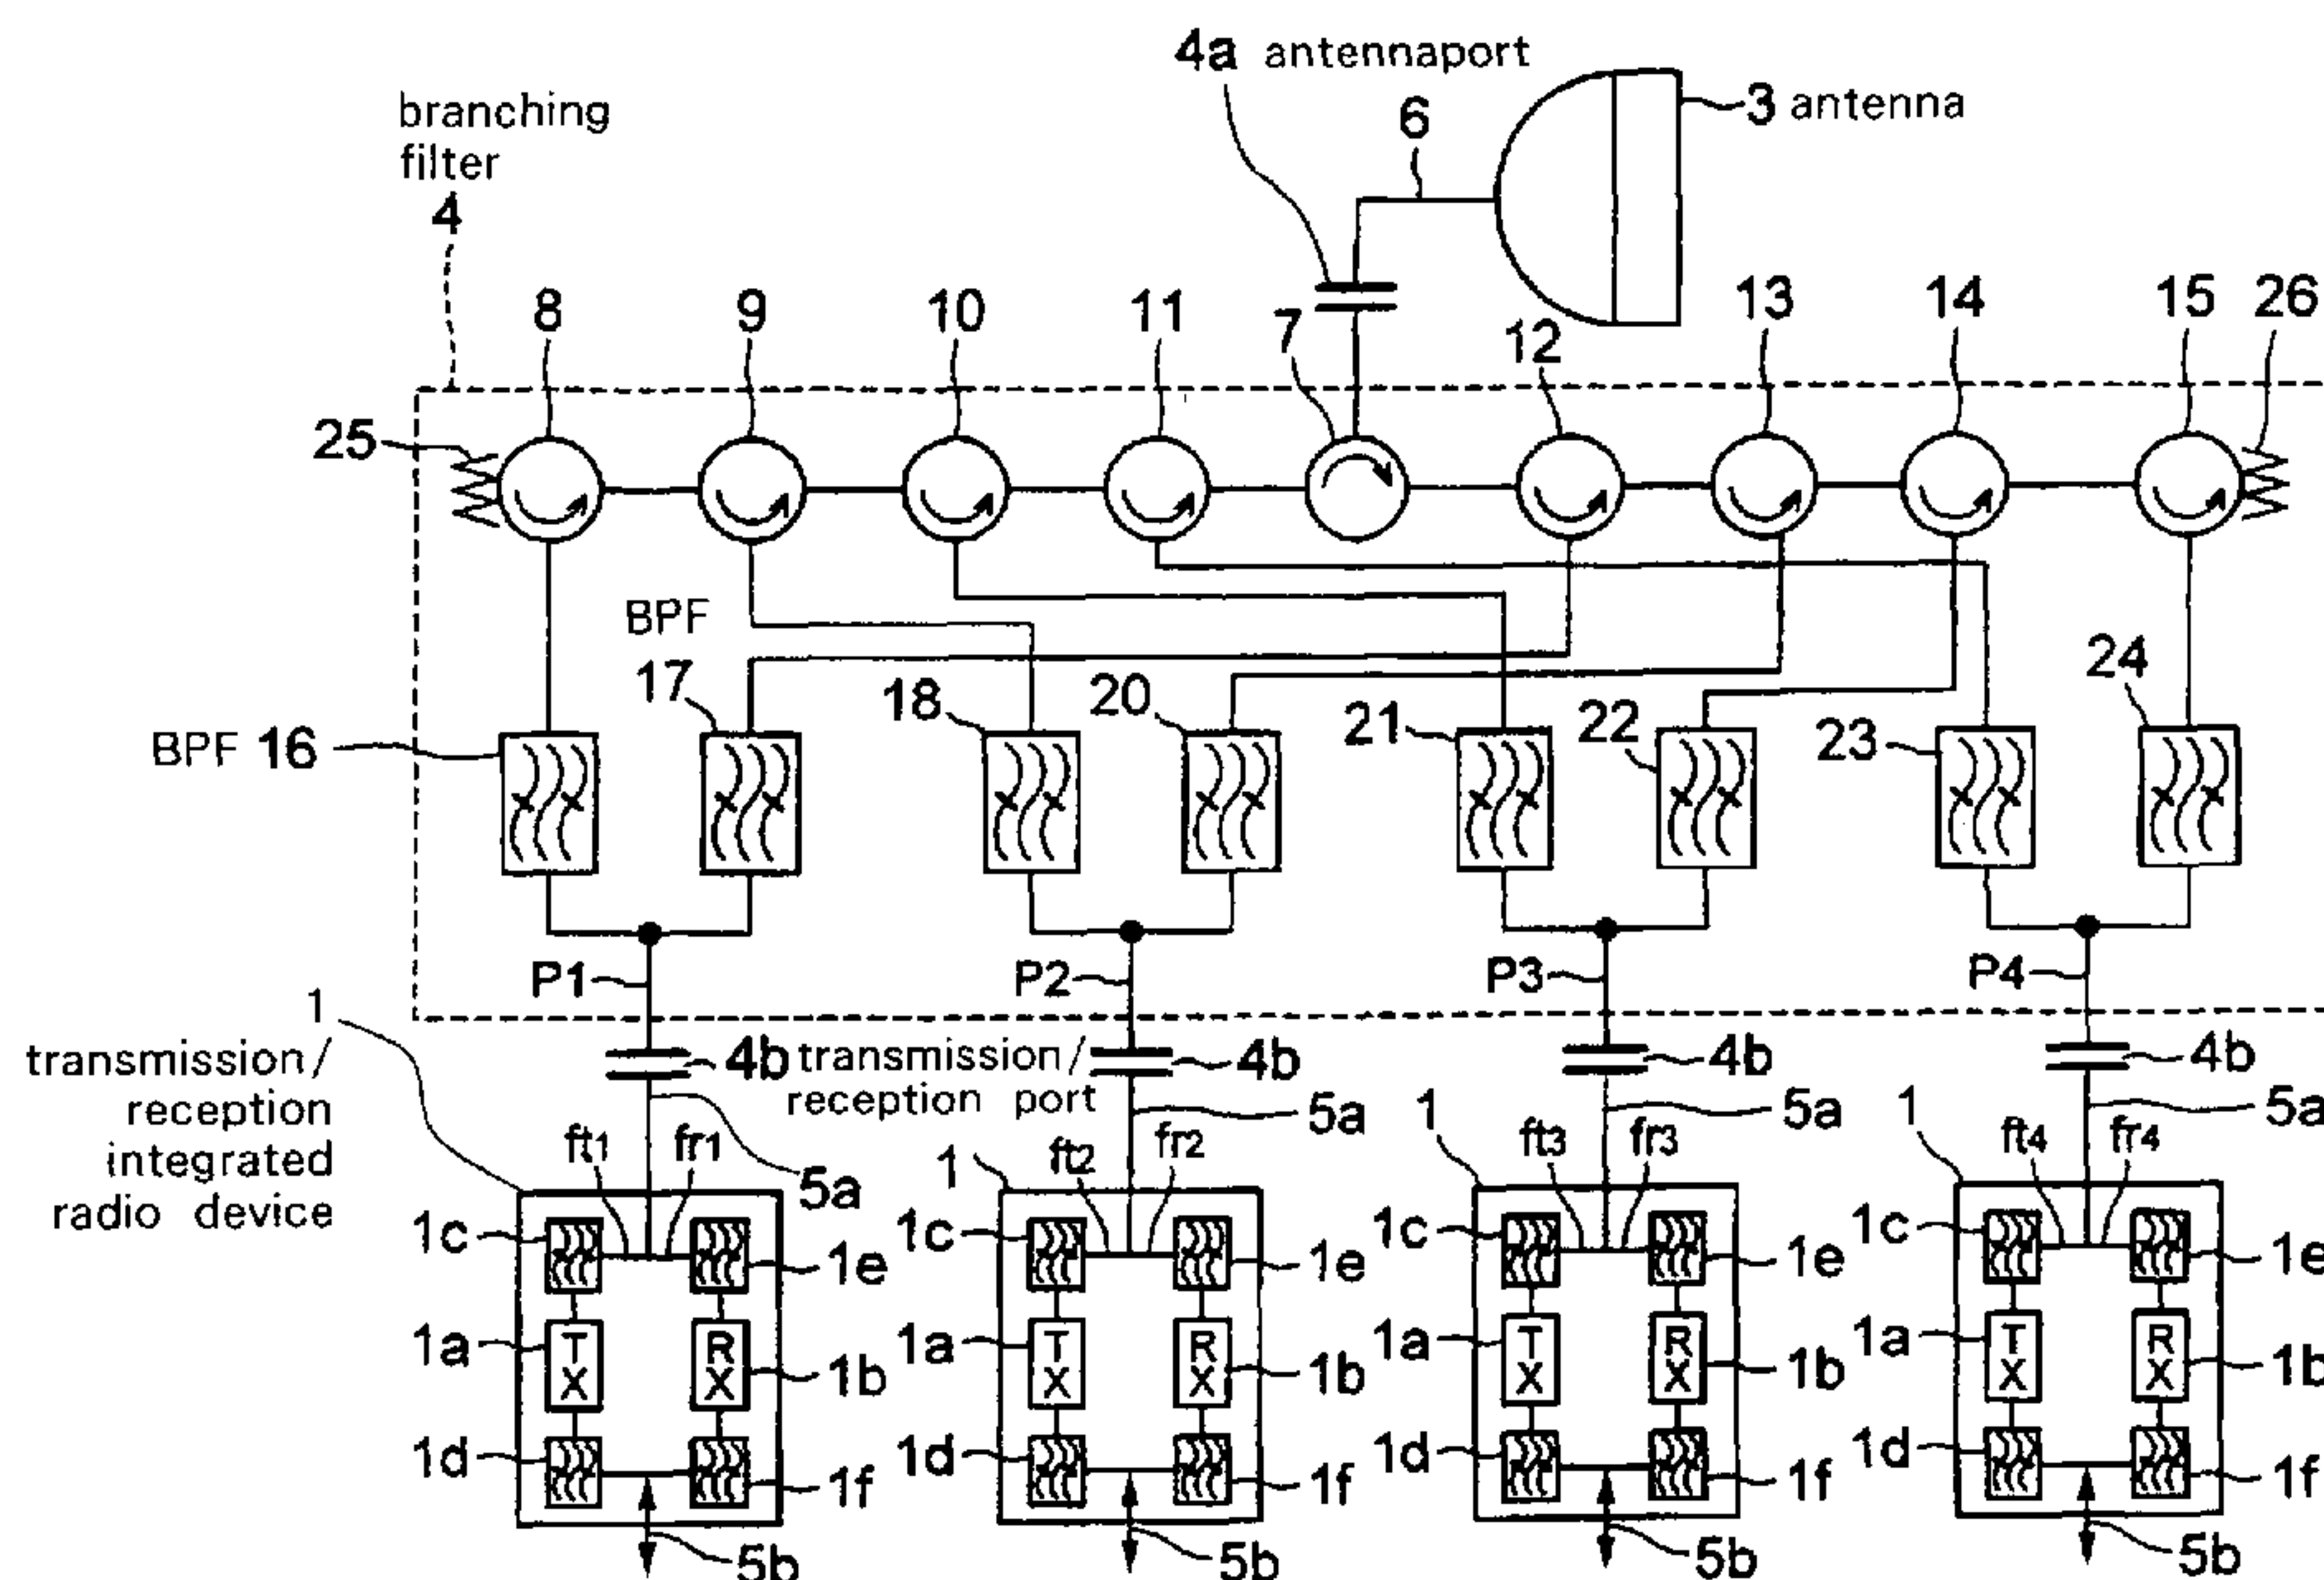 4a antennaport
branching
filter
4
6
3 antenna
8
9
10
11
7
12
13
14
15
26
25
BPF
BPF 16
17
18
20
21
22
23
24
P1
P2
P3
P4
1
transmission/
reception
integrated
radio device
4b
transmission/
reception port
4b
4b
4b
5a
5a
5a
5a
1
1
1
ft1
fr1
ft2
fr2
ft3
fr3
ft4
fr4
1c
1e
1c
1e
1c
1e
1c
1e
1a
TX
RX
1b
1a
TX
RX
1b
1a
TX
RX
1b
1a
TX
RX
1b
1d
1f
1d
1f
1d
1f
1d
1f
5b
5b
5b
5b